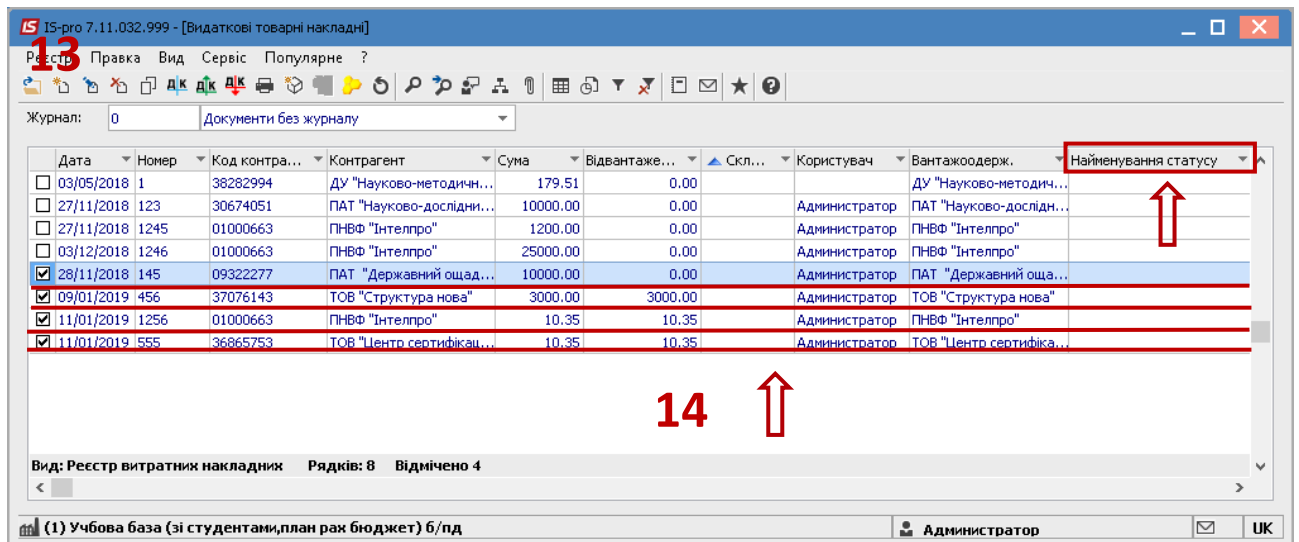 IS-pro 7.11.032.999 - [Видаткові товарні накладні]
13
Реєстр Правка Вид Сервіс Популярне ?
Журнал: 0 Документи без журналу
Дата Номер Код контра... Контрагент Сума Відвантаже... Скл... Користувач Вантажоодерж. Найменування статусу
03/05/2018 1 38282994 ДУ "Науково-методичн... 179.51 0.00 ДУ "Науково-методич...
27/11/2018 123 30674051 ПАТ "Науково-дослідни... 10000.00 0.00 Администратор ПАТ "Науково-дослідн...
27/11/2018 1245 01000663 ПНВФ "Інтелпро" 1200.00 0.00 Администратор ПНВФ "Інтелпро"
03/12/2018 1246 01000663 ПНВФ "Інтелпро" 25000.00 0.00 Администратор ПНВФ "Інтелпро"
28/11/2018 145 09322277 ПАТ "Державний ощад... 10000.00 0.00 Администратор ПАТ "Державний оща...
09/01/2019 456 37076143 ТОВ "Структура нова" 3000.00 3000.00 Администратор ТОВ "Структура нова"
11/01/2019 1256 01000663 ПНВФ "Інтелпро" 10.35 10.35 Администратор ПНВФ "Інтелпро"
11/01/2019 555 36865753 ТОВ "Центр сертифікац... 10.35 10.35 Администратор ТОВ "Центр сертифіка...
14
Вид: Реєстр витратних накладних Рядків: 8 Відмічено 4
(1) Учбова база (зі студентами,план рах бюджет) б/пд Администратор UK